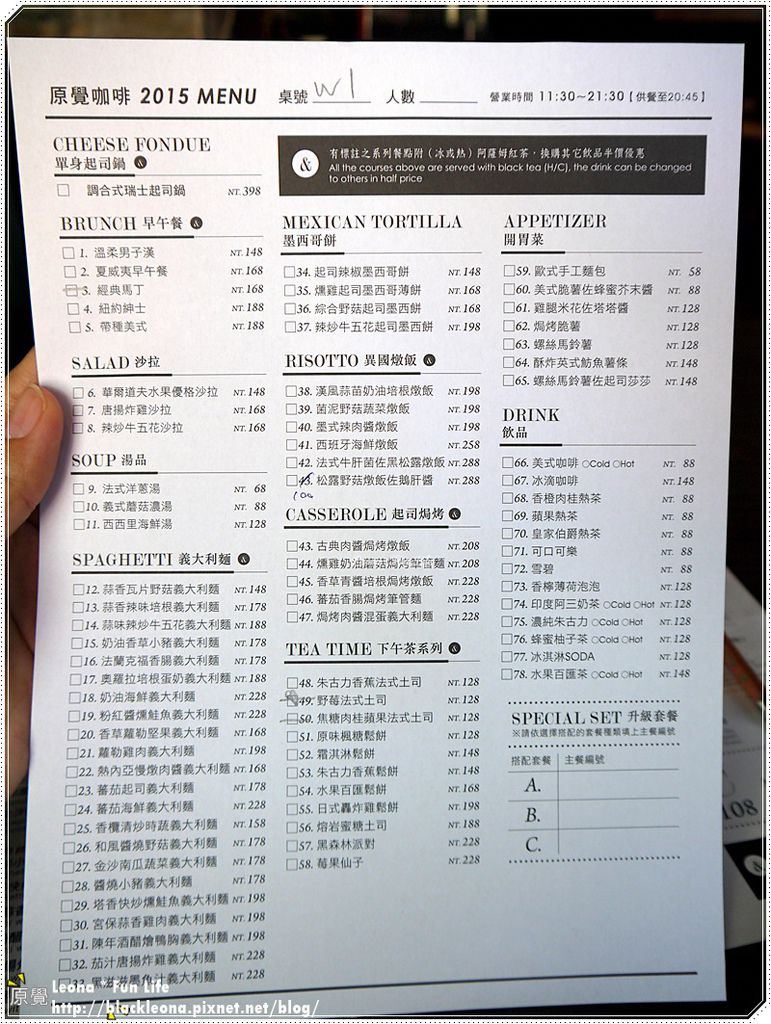 原覺咖啡 2015 MENU 桌號 W1 人數 營業時間 11:30~21:30【供餐至20:45】
CHEESE FONDUE
單身起司鍋 &
調合式瑞士起司鍋 NT. 398
& 有標註之系列餐點附（冰或熱）阿薩姆紅茶，換購其它飲品半價優惠
All the courses above are served with black tea (H/C), the drink can be changed
to others in half price
BRUNCH 早午餐 &
1. 溫柔男子漢 NT. 148
2. 夏威夷早午餐 NT. 168
3. 經典馬丁 NT. 168
4. 紐約紳士 NT. 188
5. 帶種美式 NT. 188
SALAD 沙拉
6. 華爾道夫水果優格沙拉 NT. 148
7. 唐揚炸雞沙拉 NT. 168
8. 辣炒牛五花沙拉 NT. 168
SOUP 湯品
9. 法式洋蔥湯 NT. 68
10. 義式蘑菇濃湯 NT. 88
11. 西西里海鮮湯 NT. 128
SPAGHETTI 義大利麵 &
12. 蒜香瓦片野菇義大利麵 NT. 148
13. 蒜香辣味培根義大利麵 NT. 178
14. 蒜味辣炒牛五花義大利麵 NT. 188
15. 奶油香草小豬義大利麵 NT. 178
16. 法蘭克福香腸義大利麵 NT. 178
17. 奧羅拉培根蛋奶義大利麵 NT. 188
18. 奶油海鮮義大利麵 NT. 228
19. 粉紅醬燻鮭魚義大利麵 NT. 228
20. 香草蘿勒堅果義大利麵 NT. 168
21. 蘿勒雞肉義大利麵 NT. 198
22. 熱內亞慢燉肉醬義大利麵 NT. 168
23. 蕃茄起司義大利麵 NT. 178
24. 蕃茄海鮮義大利麵 NT. 228
25. 香欖清炒時蔬義大利麵 NT. 158
26. 和風醬燒野菇義大利麵 NT. 178
27. 金沙南瓜蔬菜義大利麵 NT. 178
28. 醬燒小豬義大利麵 NT. 178
29. 塔香快炒燻鮭魚義大利麵 NT. 198
30. 宮保蒜香雞肉義大利麵 NT. 198
31. 陳年酒醋燴鴨胸義大利麵 NT. 198
32. 茄汁唐揚炸雞義大利麵 NT. 228
33. 黑滋滋墨魚汁義大利麵 NT. 228
MEXICAN TORTILLA
墨西哥餅
34. 起司辣椒墨西哥餅 NT. 148
35. 燻雞起司墨西哥薄餅 NT. 168
36. 綜合野菇起司墨西哥餅 NT. 168
37. 辣炒牛五花起司墨西餅 NT. 198
RISOTTO 異國燉飯 &
38. 漢風蒜苗奶油培根燉飯 NT. 198
39. 菌泥野菇蔬菜燉飯 NT. 198
40. 墨式辣肉醬燉飯 NT. 198
41. 西班牙海鮮燉飯 NT. 258
42. 法式牛肝菌佐黑松露燉飯 NT. 288
松露野菇燉飯佐鵝肝醬 NT. 288
100
CASSEROLE 起司焗烤 &
43. 古典肉醬焗烤燉飯 NT. 208
44. 燻雞奶油蘑菇焗烤筆管麵 NT. 208
45. 香草青醬培根焗烤燉飯 NT. 228
46. 蕃茄香腸焗烤筆管麵 NT. 228
47. 焗烤肉醬混蛋義大利麵 NT. 228
TEA TIME 下午茶系列 &
48. 朱古力香蕉法式土司 NT. 128
49. 野莓法式土司 NT. 128
50. 焦糖肉桂蘋果法式土司 NT. 128
51. 原味楓糖鬆餅 NT. 128
52. 霜淇淋鬆餅 NT. 148
53. 朱古力香蕉鬆餅 NT. 148
54. 水果百匯鬆餅 NT. 168
55. 日式轟炸雞鬆餅 NT. 198
56. 熔岩蜜糖土司 NT. 188
57. 黑森林派對 NT. 228
58. 莓果仙子 NT. 228
APPETIZER
開胃菜
59. 歐式手工麵包 NT. 58
60. 美式脆薯佐蜂蜜芥末醬 NT. 88
61. 雞腿米花佐塔塔醬 NT. 128
62. 焗烤脆薯 NT. 128
63. 螺絲馬鈴薯 NT. 128
64. 酥炸英式魴魚薯條 NT. 148
65. 螺絲馬鈴薯佐起司莎莎 NT. 148
DRINK
飲品
66. 美式咖啡 ○Cold ○Hot NT. 88
67. 冰滴咖啡 NT. 148
68. 香橙肉桂熱茶 NT. 88
69. 蘋果熱茶 NT. 88
70. 皇家伯爵熱茶 NT. 88
71. 可口可樂 NT. 88
72. 雪碧 NT. 88
73. 香檸薄荷泡泡 NT. 128
74. 印度阿三奶茶 ○Cold ○Hot NT. 128
75. 濃純朱古力 ○Cold ○Hot NT. 128
76. 蜂蜜柚子茶 ○Cold ○Hot NT. 128
77. 冰淇淋SODA NT. 128
78. 水果百匯茶 ○Cold ○Hot NT. 148
SPECIAL SET 升級套餐
※請依選擇搭配的套餐種類填上主餐編號
搭配套餐 主餐編號
A.
B.
C.
108
原覺 Leona Fun Life
http://blackleona.pixnet.net/blog/